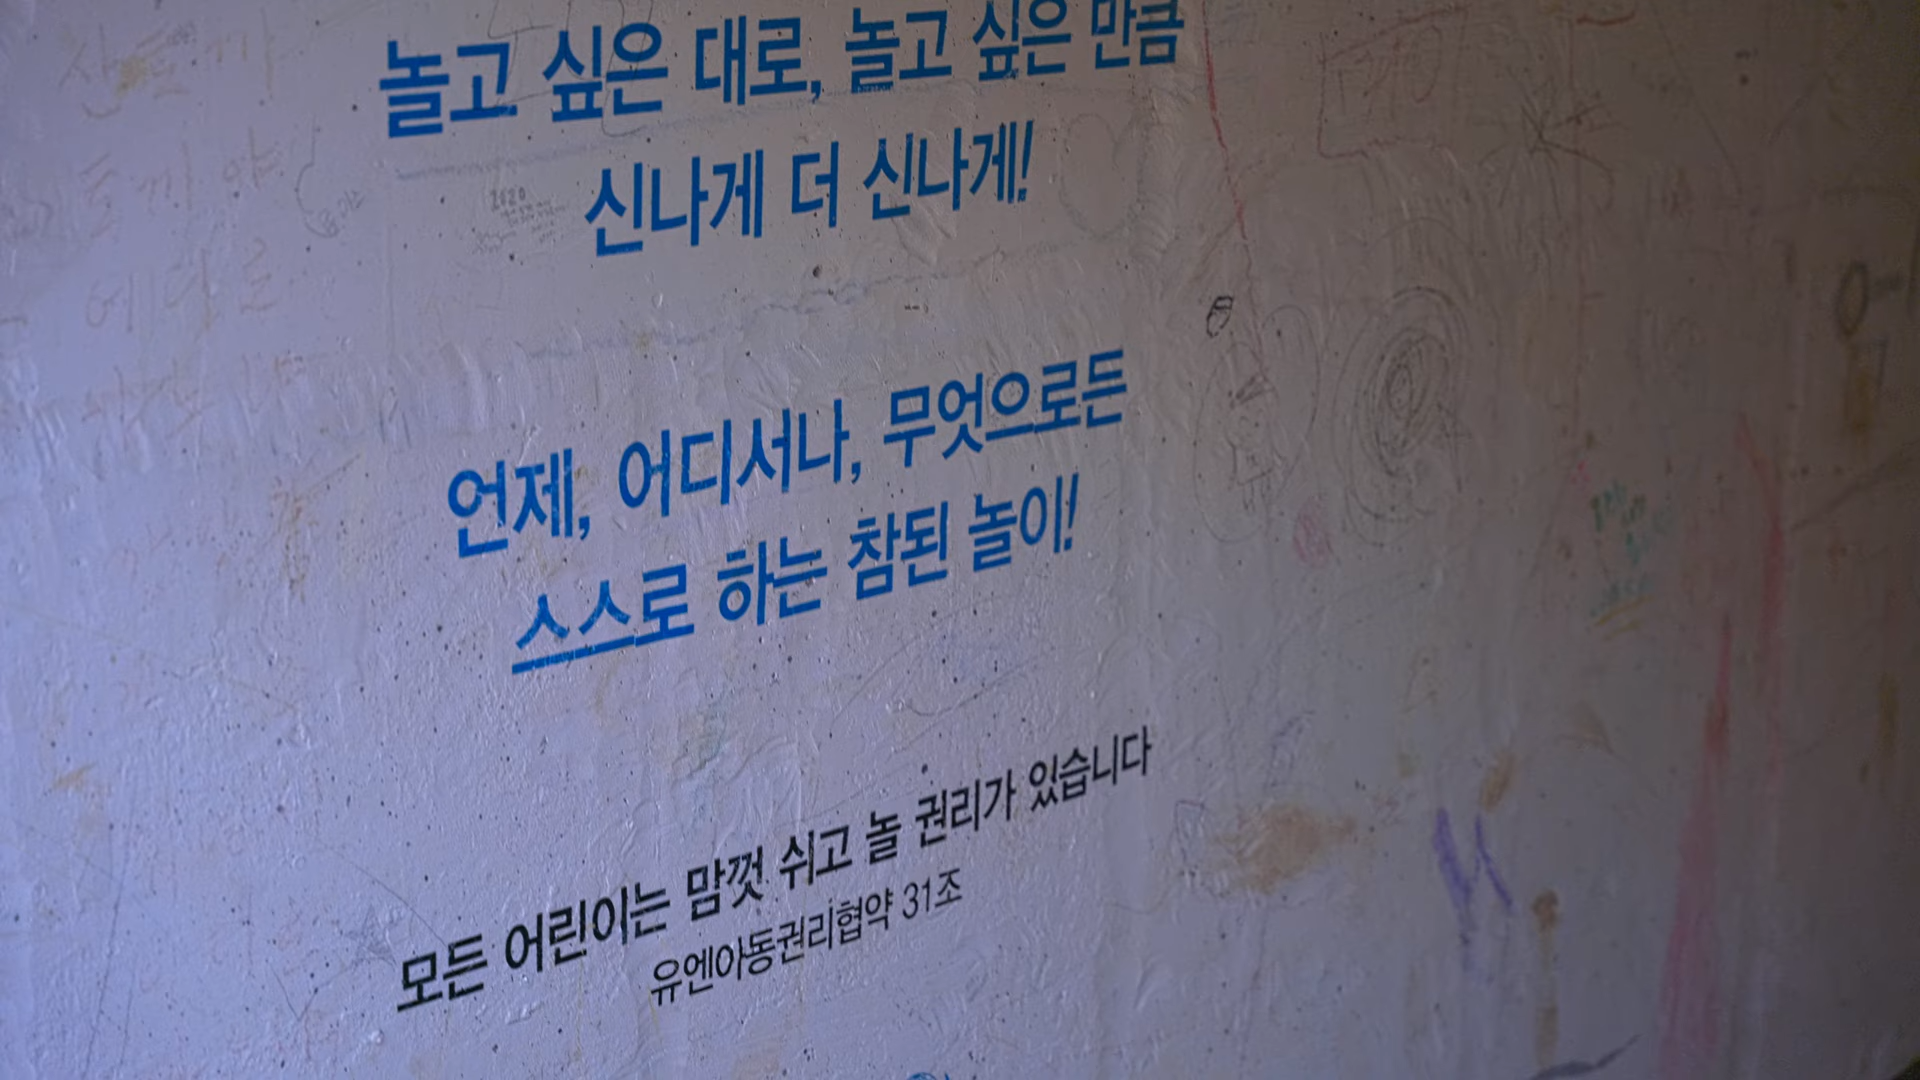 놀고 싶은 대로, 놀고 싶은 만큼
신나게 더 신나게!
2020
언제, 어디서나, 무엇으로든
스스로 하는 참된 놀이!
모든 어린이는 맘껏 쉬고 놀 권리가 있습니다
유엔아동권리협약 31조